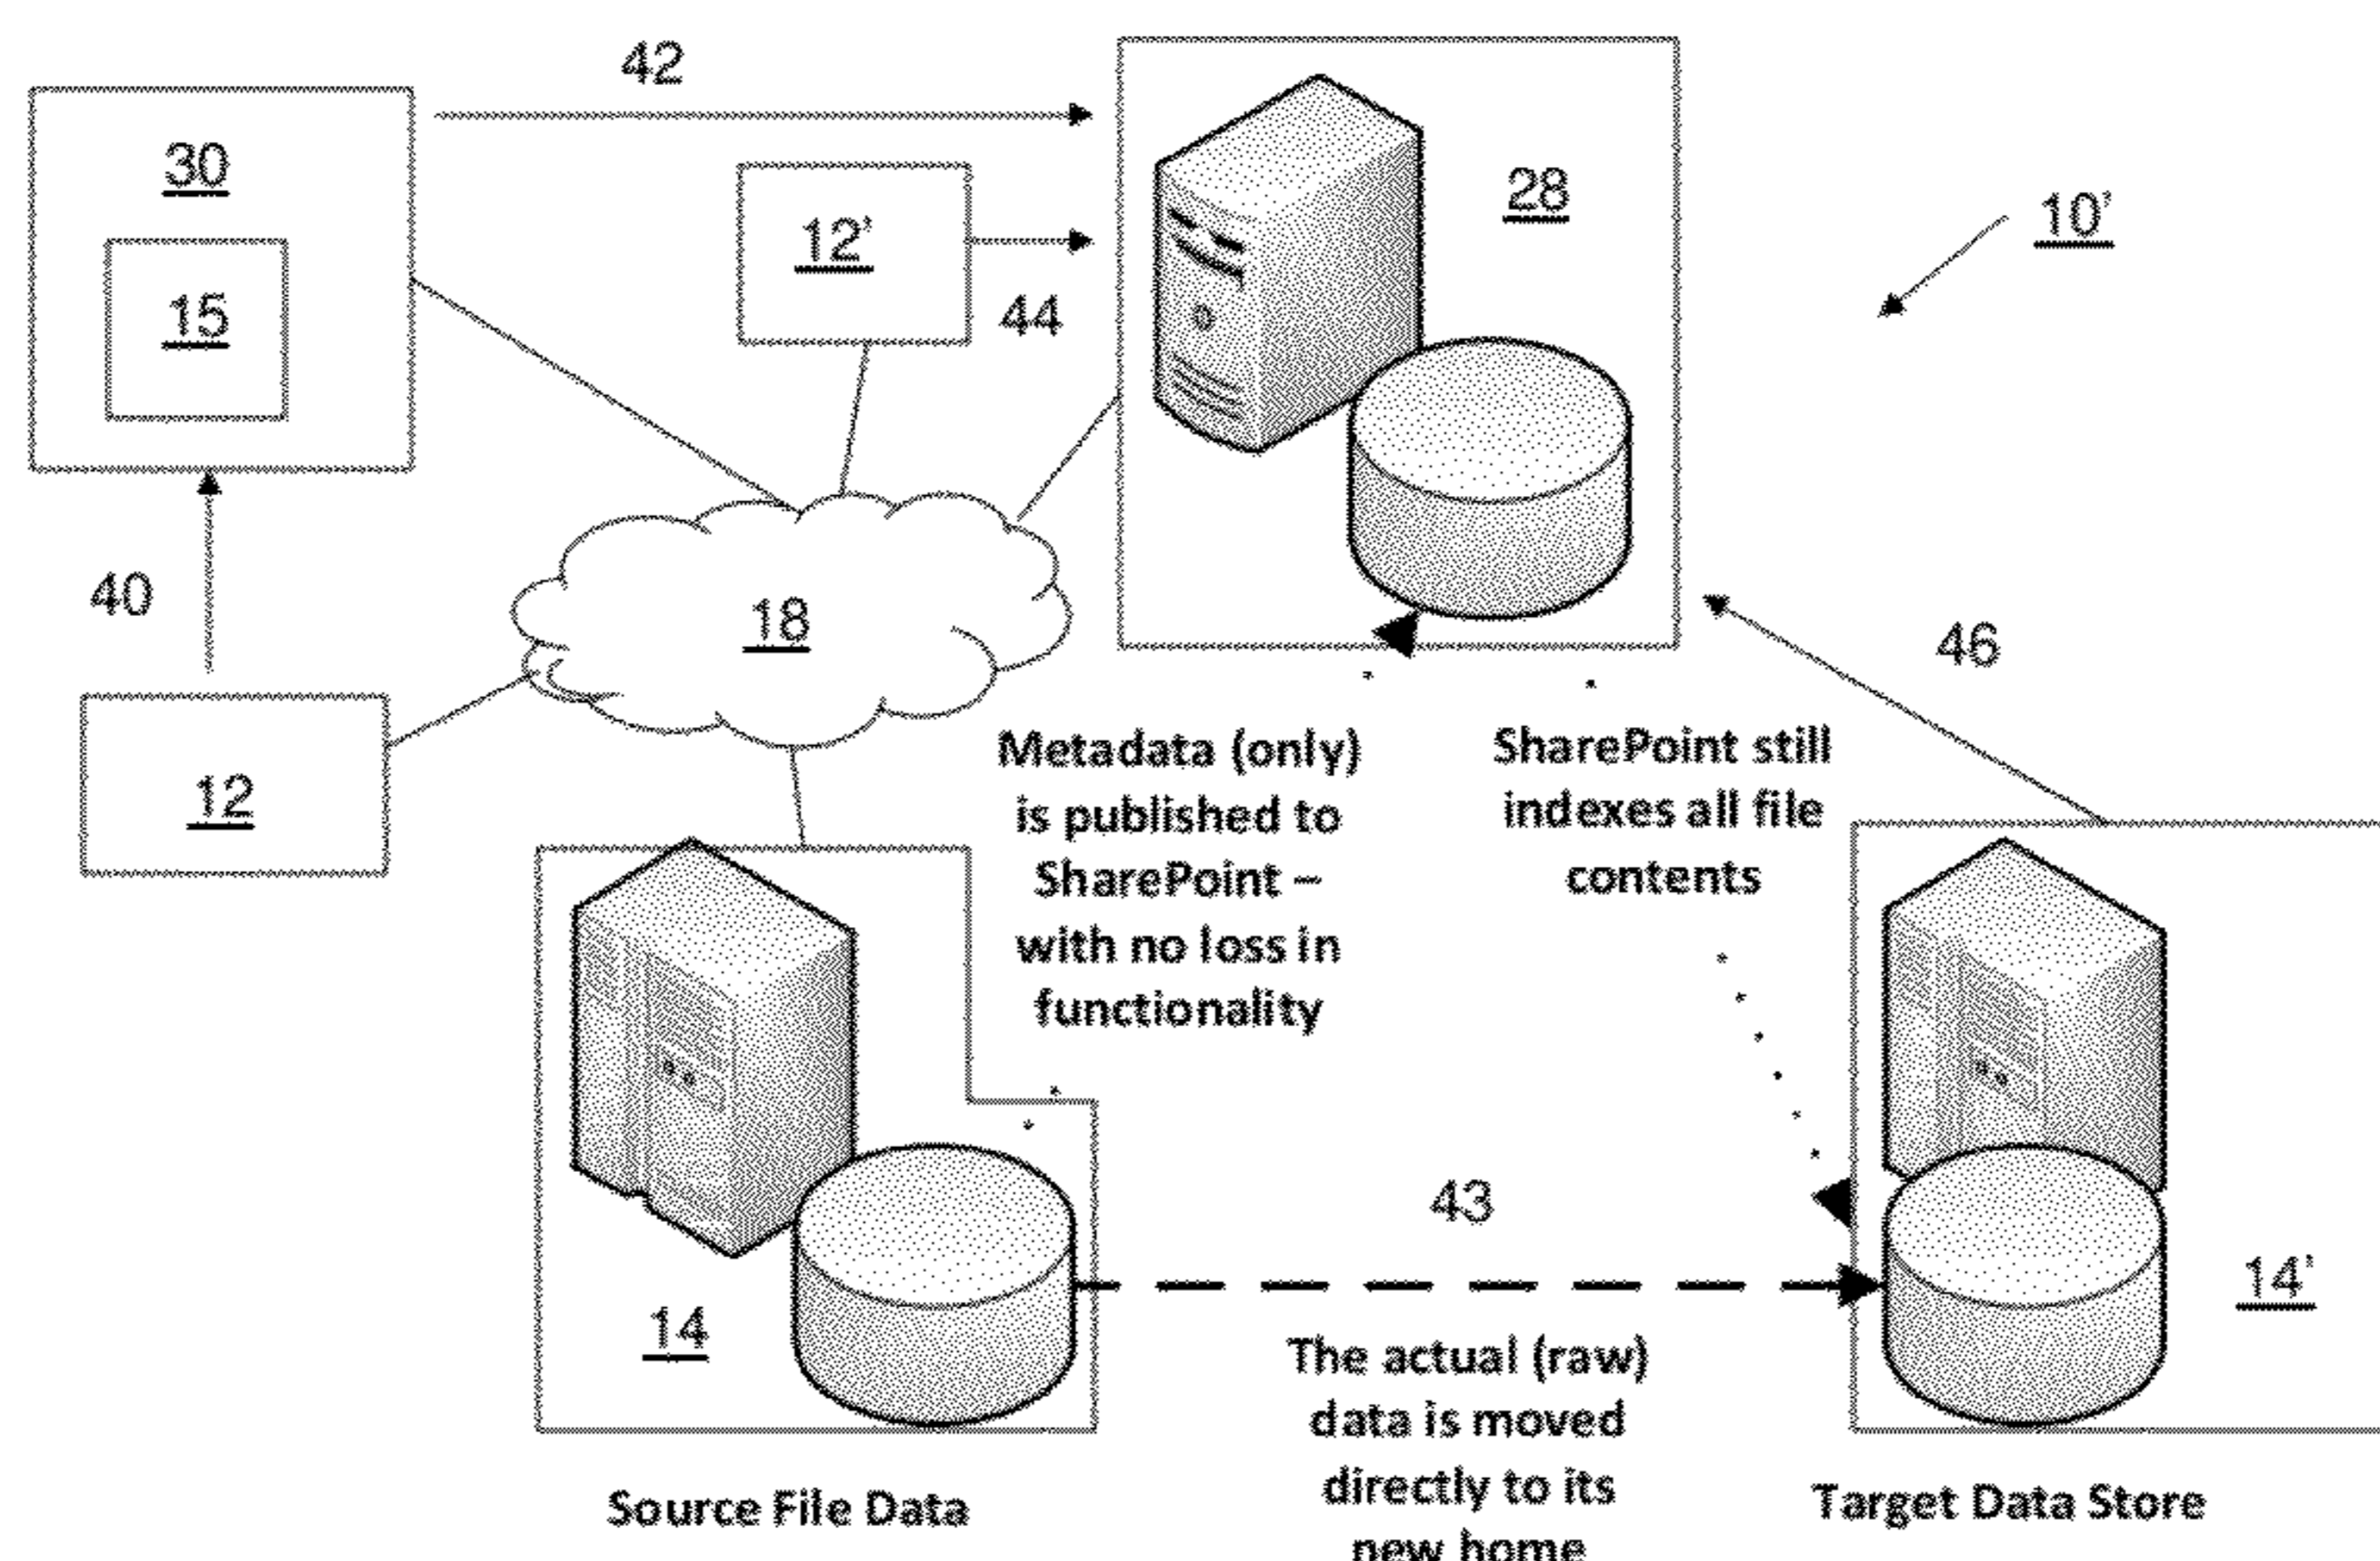 42
30
28
10'
12'
15
44
40
18
46
12
Metadata (only)
is published to
SharePoint –
with no loss in
functionality
SharePoint still
indexes all file
contents
43
14'
14
The actual (raw)
data is moved
directly to its
new home
Source File Data
Target Data Store